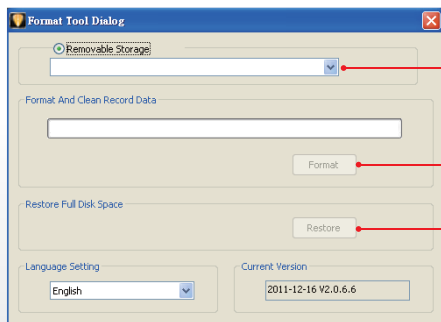 Format Tool Dialog
Removable Storage
Format And Clean Record Data
Format
Restore Full Disk Space
Restore
Language Setting
Current Version
English
2011-12-16 V2.0.6.6